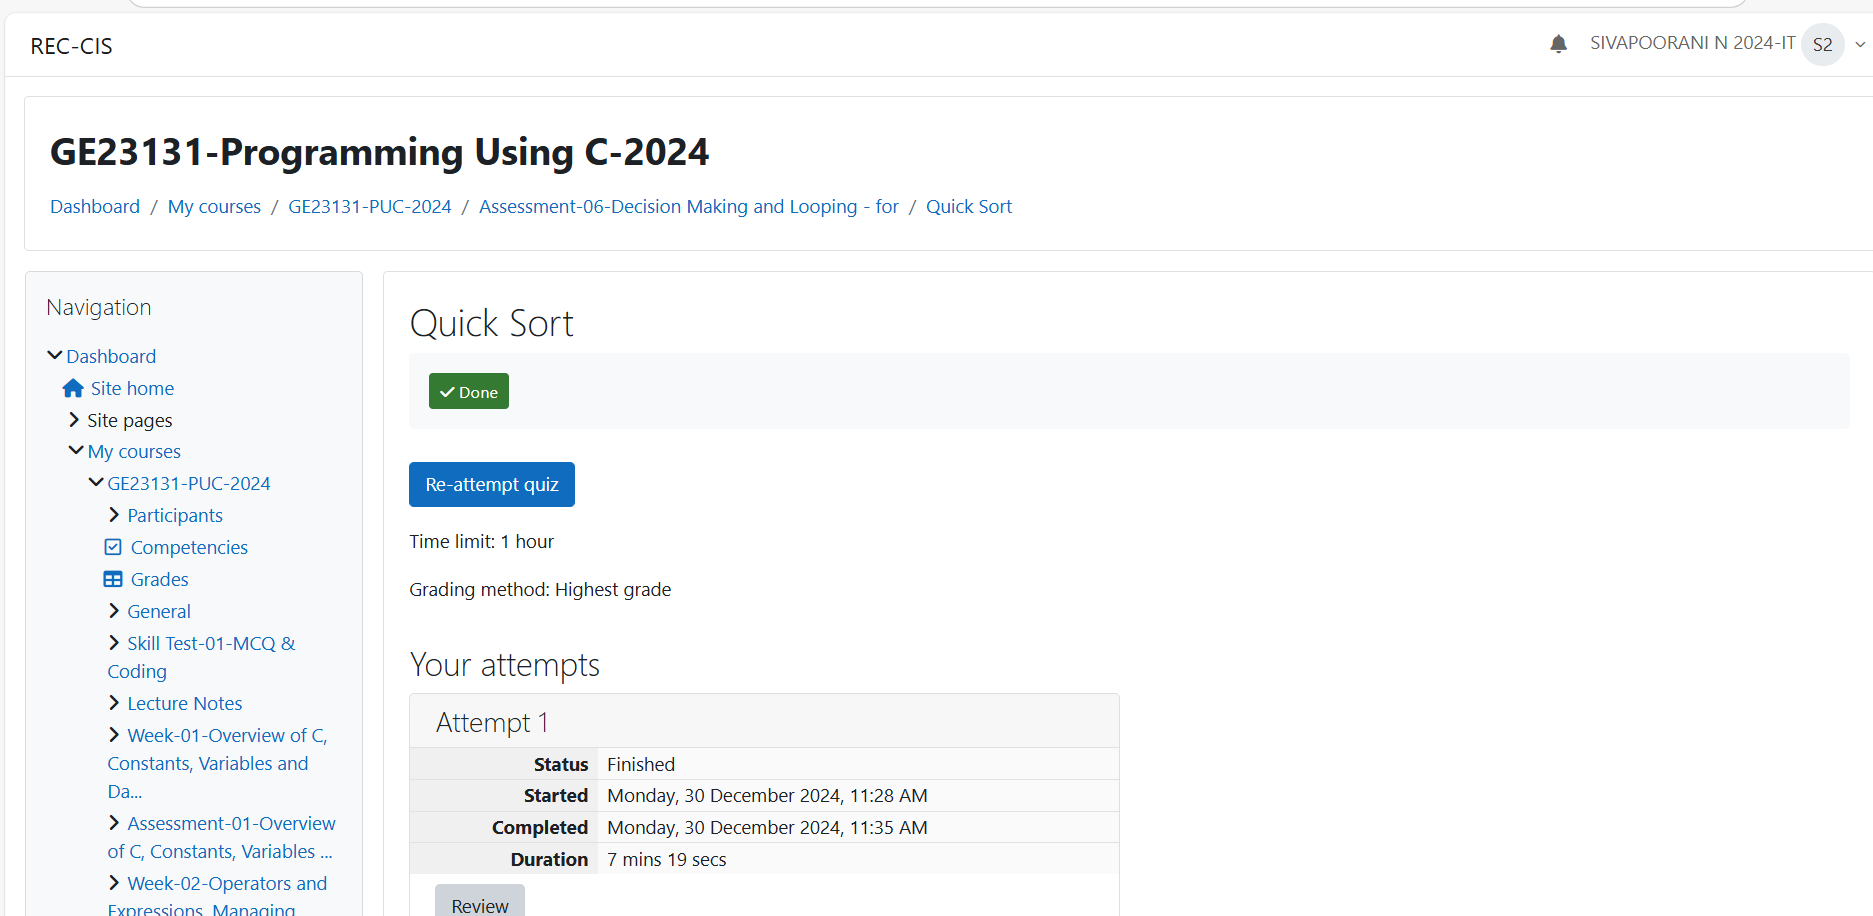 REC-CIS
SIVAPOORANI N 2024-IT S2
GE23131-Programming Using C-2024
Dashboard / My courses / GE23131-PUC-2024 / Assessment-06-Decision Making and Looping - for / Quick Sort
Navigation
Dashboard
Site home
Site pages
My courses
GE23131-PUC-2024
Participants
Competencies
Grades
General
Skill Test-01-MCQ &
Coding
Lecture Notes
Week-01-Overview of C,
Constants, Variables and
Da...
Assessment-01-Overview
of C, Constants, Variables ...
Week-02-Operators and
Expressions, Managing
Quick Sort
Done
Re-attempt quiz
Time limit: 1 hour
Grading method: Highest grade
Your attempts
Attempt 1
Status Finished
Started Monday, 30 December 2024, 11:28 AM
Completed Monday, 30 December 2024, 11:35 AM
Duration 7 mins 19 secs
Review